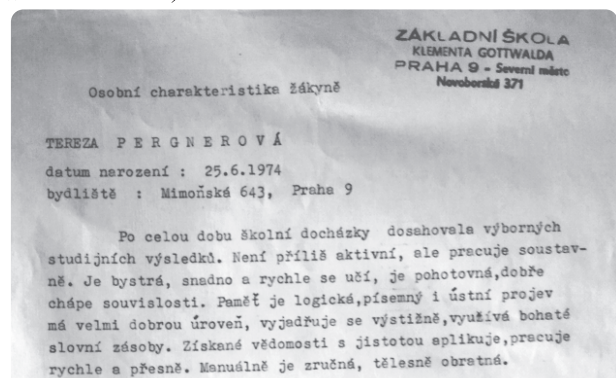 ZÁKLADNÍ ŠKOLA
KLEMENTA GOTTWALDA
PRAHA 9 - Severní město
Novoborská 371
Osobní charakteristika žákyně
TEREZA P E R G N E R O V Á
datum narození : 25.6.1974
bydliště : Mimoňská 643, Praha 9
Po celou dobu školní docházky dosahovala výborných
studijních výsledků. Není příliš aktivní, ale pracuje soustav-
ně. Je bystrá, snadno a rychle se učí, je pohotovná,dobře
chápe souvislosti. Paměť je logická,písemný i ústní projev
má velmi dobrou úroveň, vyjadřuje se výstižně,využívá bohaté
slovní zásoby. Získané vědomosti s jistotou aplikuje,pracuje
rychle a přesně. Manuálně je zručná, tělesně obratná.